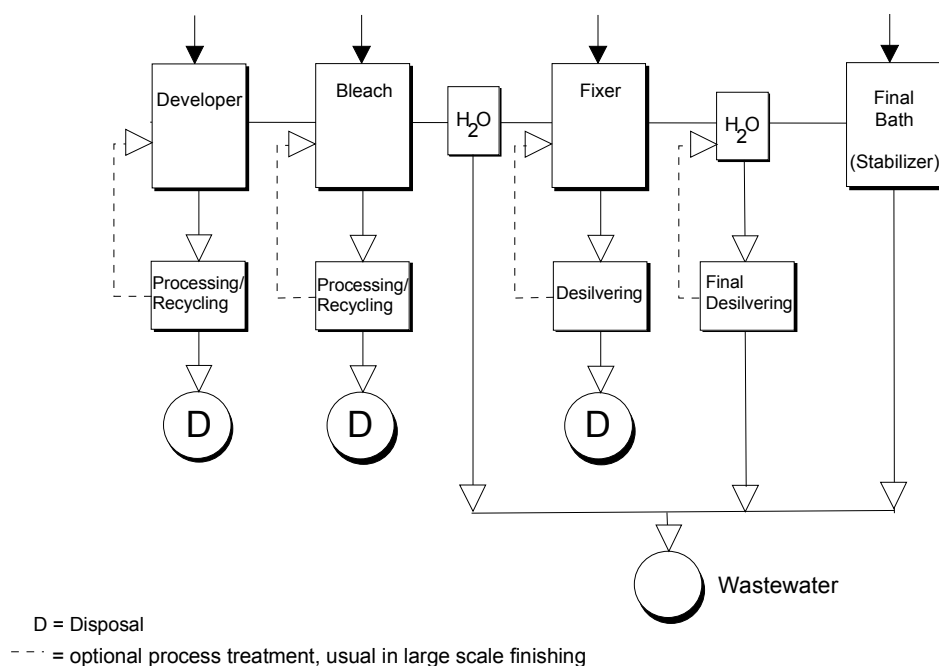 Developer
Bleach
H2O
Fixer
H2O
Final
Bath
(Stabilizer)
Processing/
Recycling
Processing/
Recycling
Desilvering
Final
Desilvering
D
D
D
Wastewater
D = Disposal
--- = optional process treatment, usual in large scale finishing